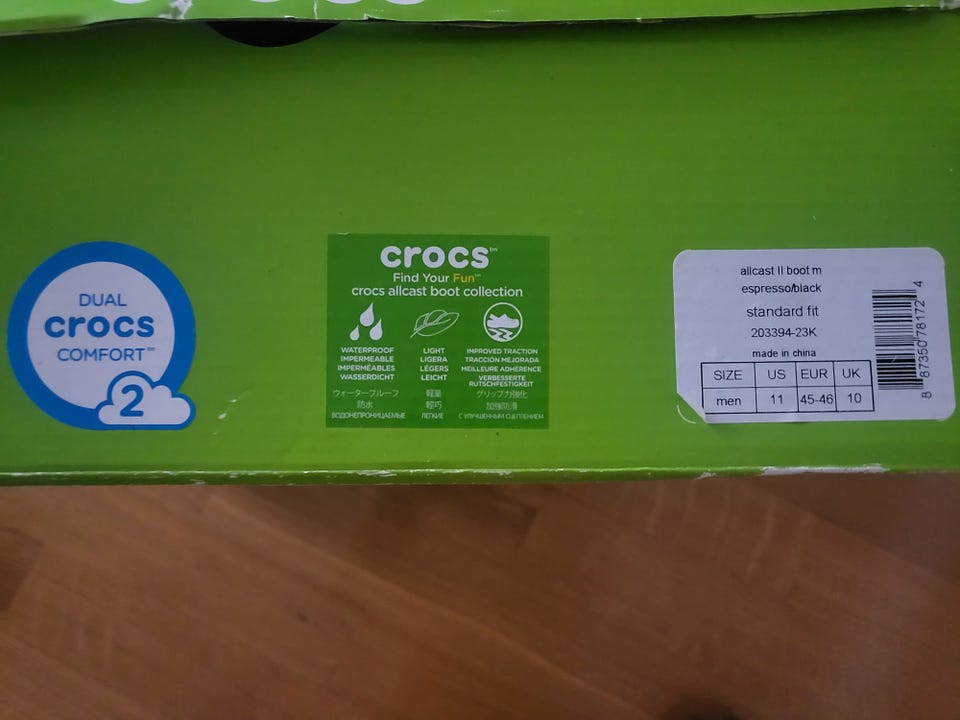 DUAL
crocs
COMFORT™
2
crocs™
Find Your Fun™
crocs allcast boot collection
WATERPROOF
IMPERMEABLE
IMPERMÉABLES
WASSERDICHT
ウォータープルーフ
防水
ВОДОНЕПРОНИЦАЕМЫЕ
LIGHT
LIGERA
LÉGERS
LEICHT
軽量
轻巧
ЛЕГКИЕ
IMPROVED TRACTION
TRACCIÓN MEJORADA
MEILLEURE ADHÉRENCE
VERBESSERTE
RUTSCHFESTIGKEIT
グリップ力強化
加強防滑
С УЛУЧШЕННЫМ СЦЕПЛЕНИЕМ
allcast II boot m
espresso/black
standard fit
203394-23K
made in china
SIZE US EUR UK
men 11 45-46 10
8 87350 78172 4